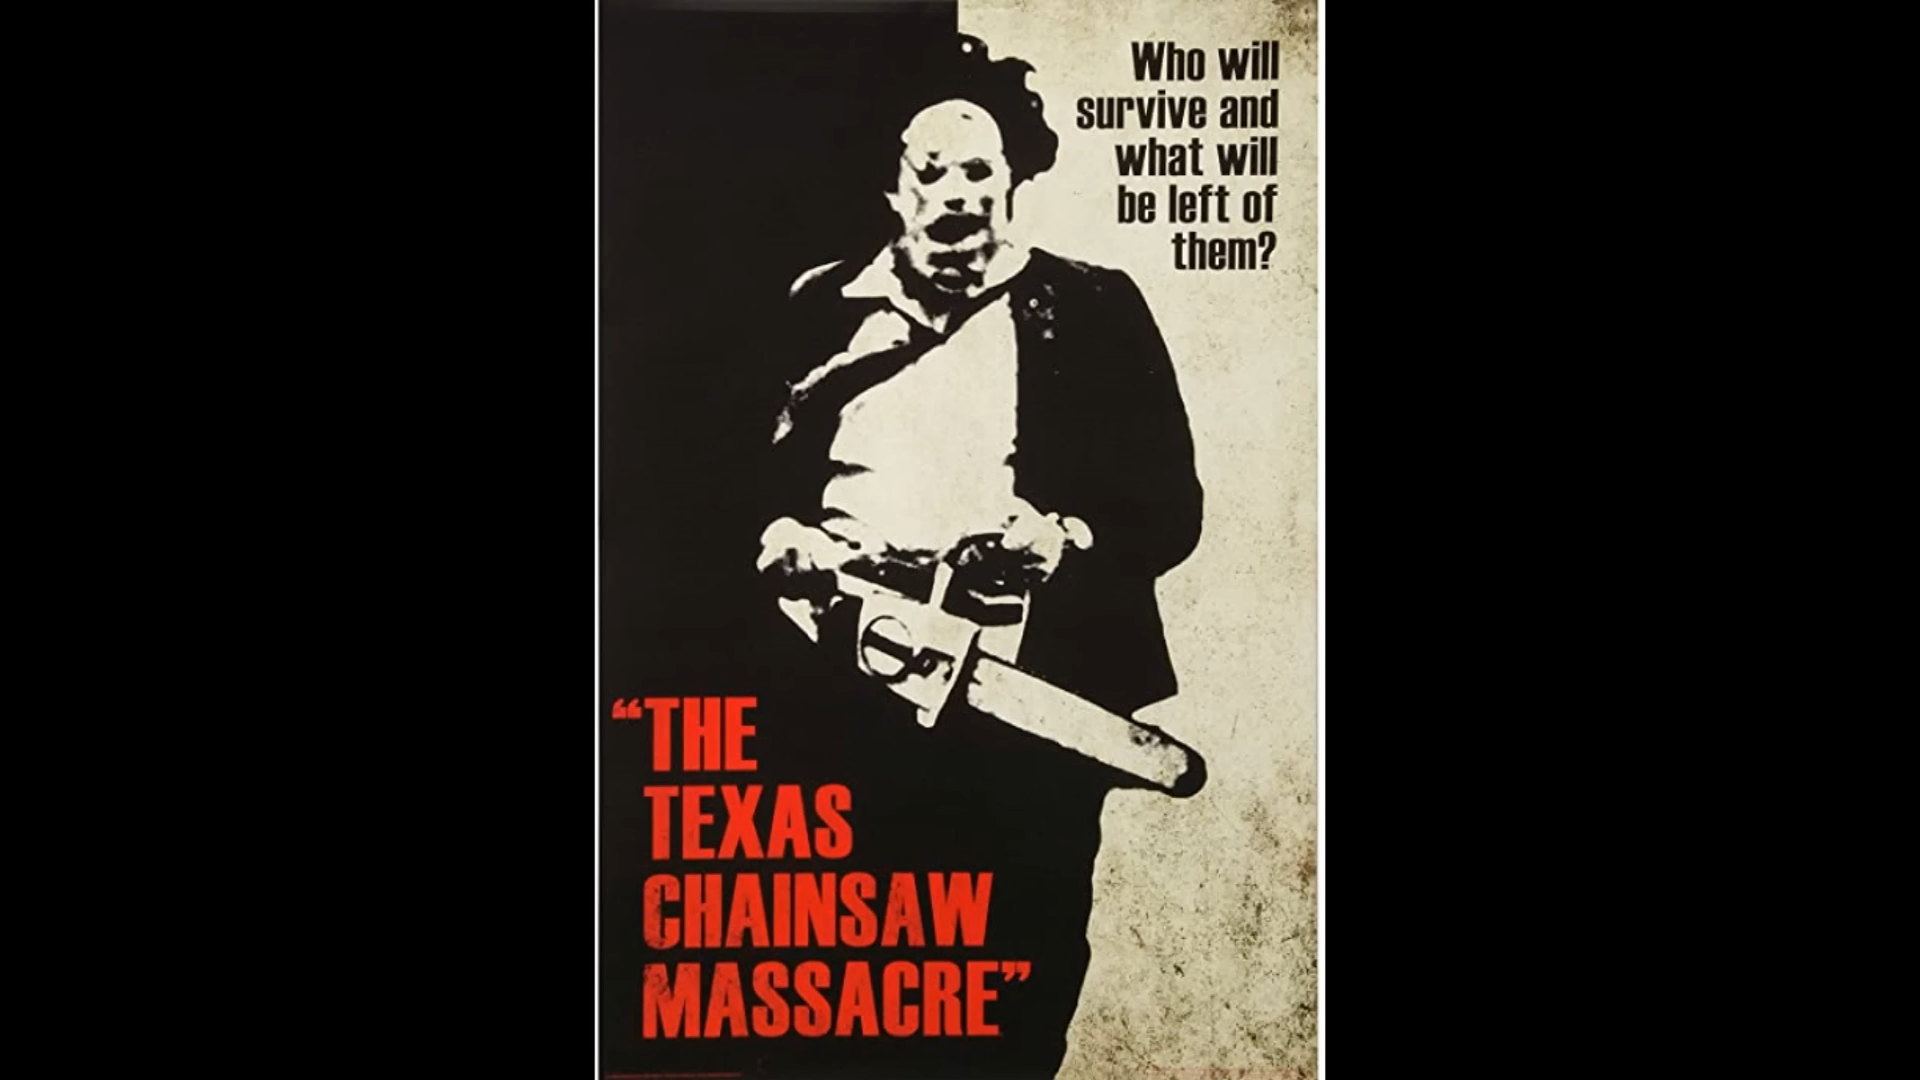 Who will
survive and
what will
be left of
them?
“THE
TEXAS
CHAINSAW
MASSACRE”